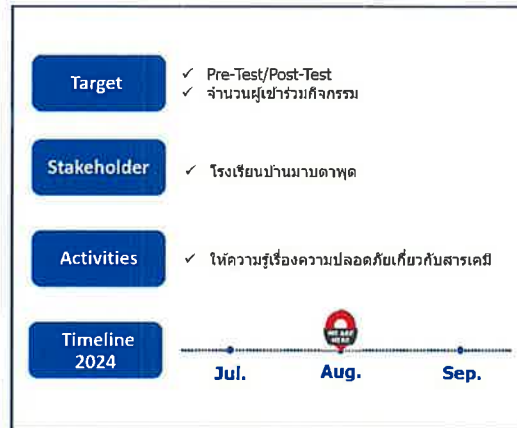 Target
✓ Pre-Test/Post-Test
✓ จำนวนผู้เข้าร่วมกิจกรรม
Stakeholder
✓ โรงเรียนบ้านมาบตาพุด
Activities
✓ ให้ความรู้เรื่องความปลอดภัยเกี่ยวกับสารเคมี
Timeline
2024
WE ARE
HERE
Jul. Aug. Sep.